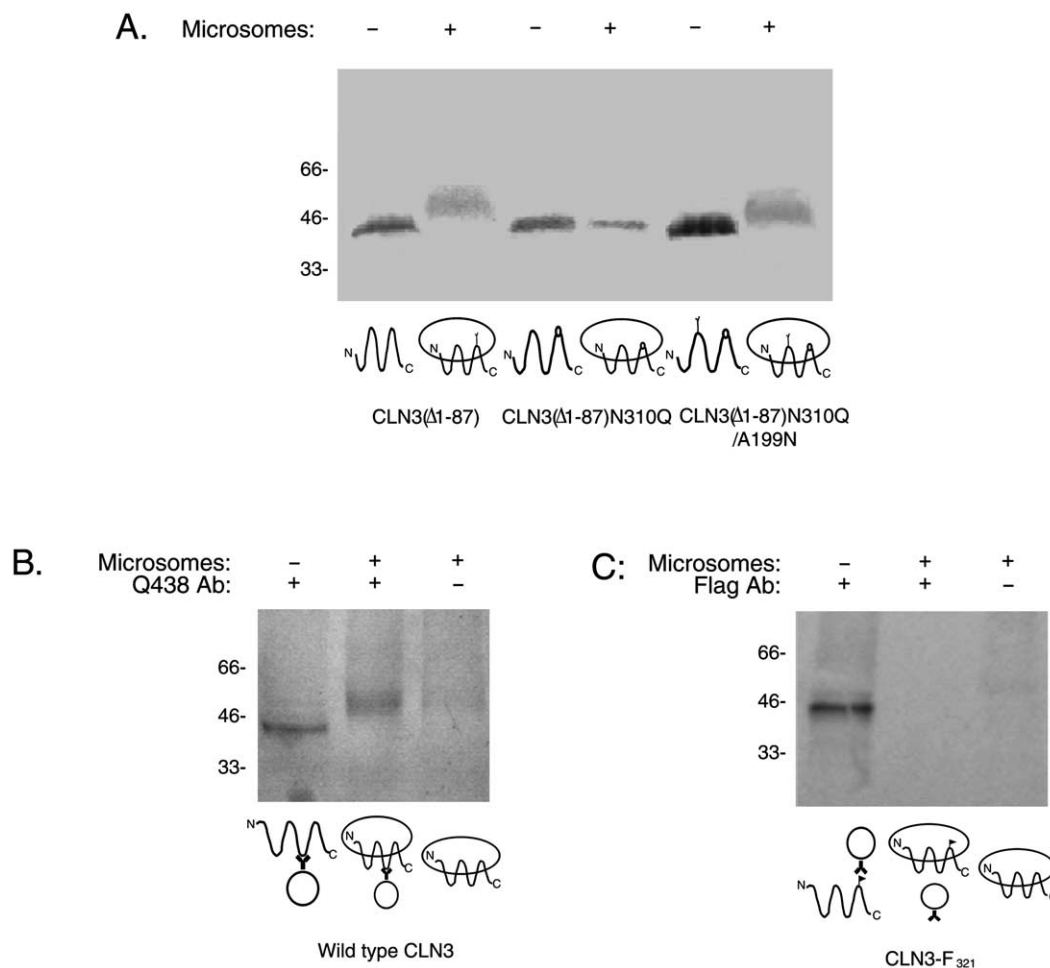 A. Microsomes: – + – + – +
66-
46-
33-
N C N C N C N C N C N C
CLN3(Δ1-87) CLN3(Δ1-87)N310Q CLN3(Δ1-87)N310Q
/A199N
B. Microsomes: – + +
Q438 Ab: + + –
66-
46-
33-
N C N C N C
Wild type CLN3
C: Microsomes: – + +
Flag Ab: + + –
66-
46-
33-
N C N C N C
CLN3-F321